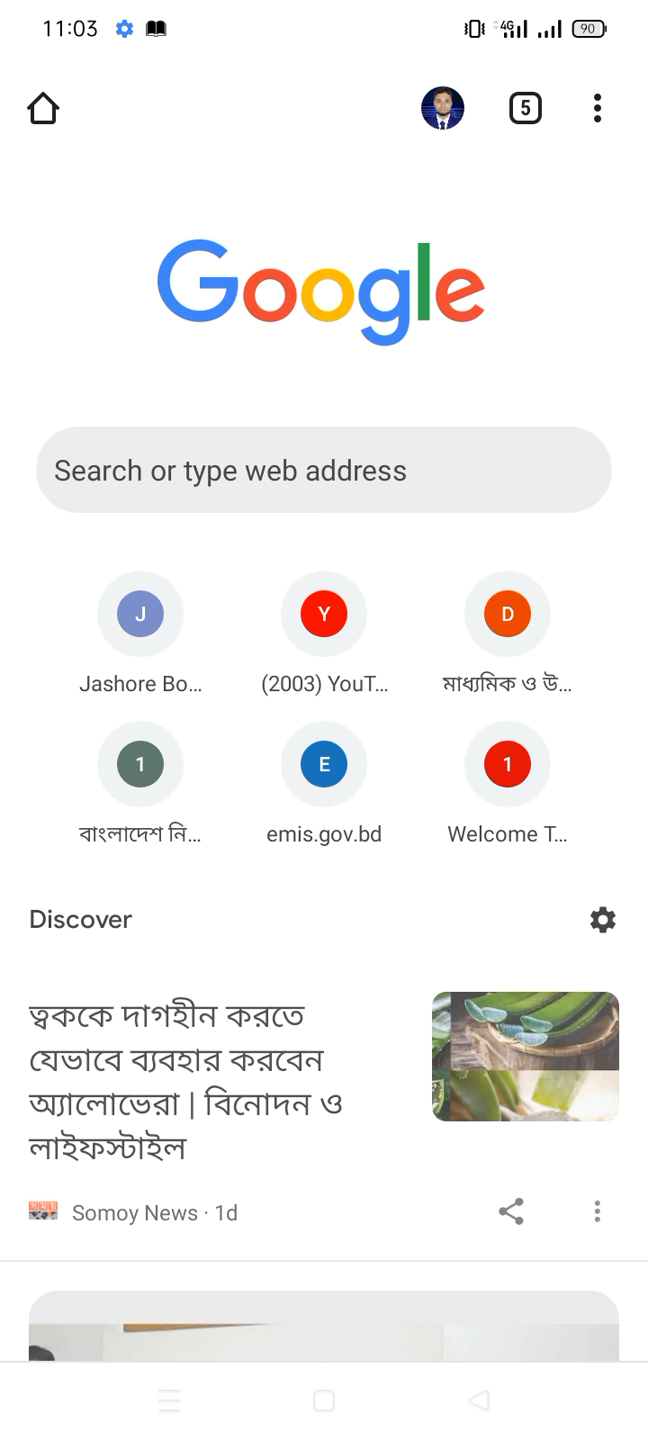 11:03
4G
90
5
Google
Search or type web address
J
Y
D
Jashore Bo...
(2003) YouT...
মাধ্যমিক ও উ...
1
E
1
বাংলাদেশ নি...
emis.gov.bd
Welcome T...
Discover
ত্বককে দাগহীন করতে
যেভাবে ব্যবহার করবেন
অ্যালোভেরা | বিনোদন ও
লাইফস্টাইল
Somoy News · 1d